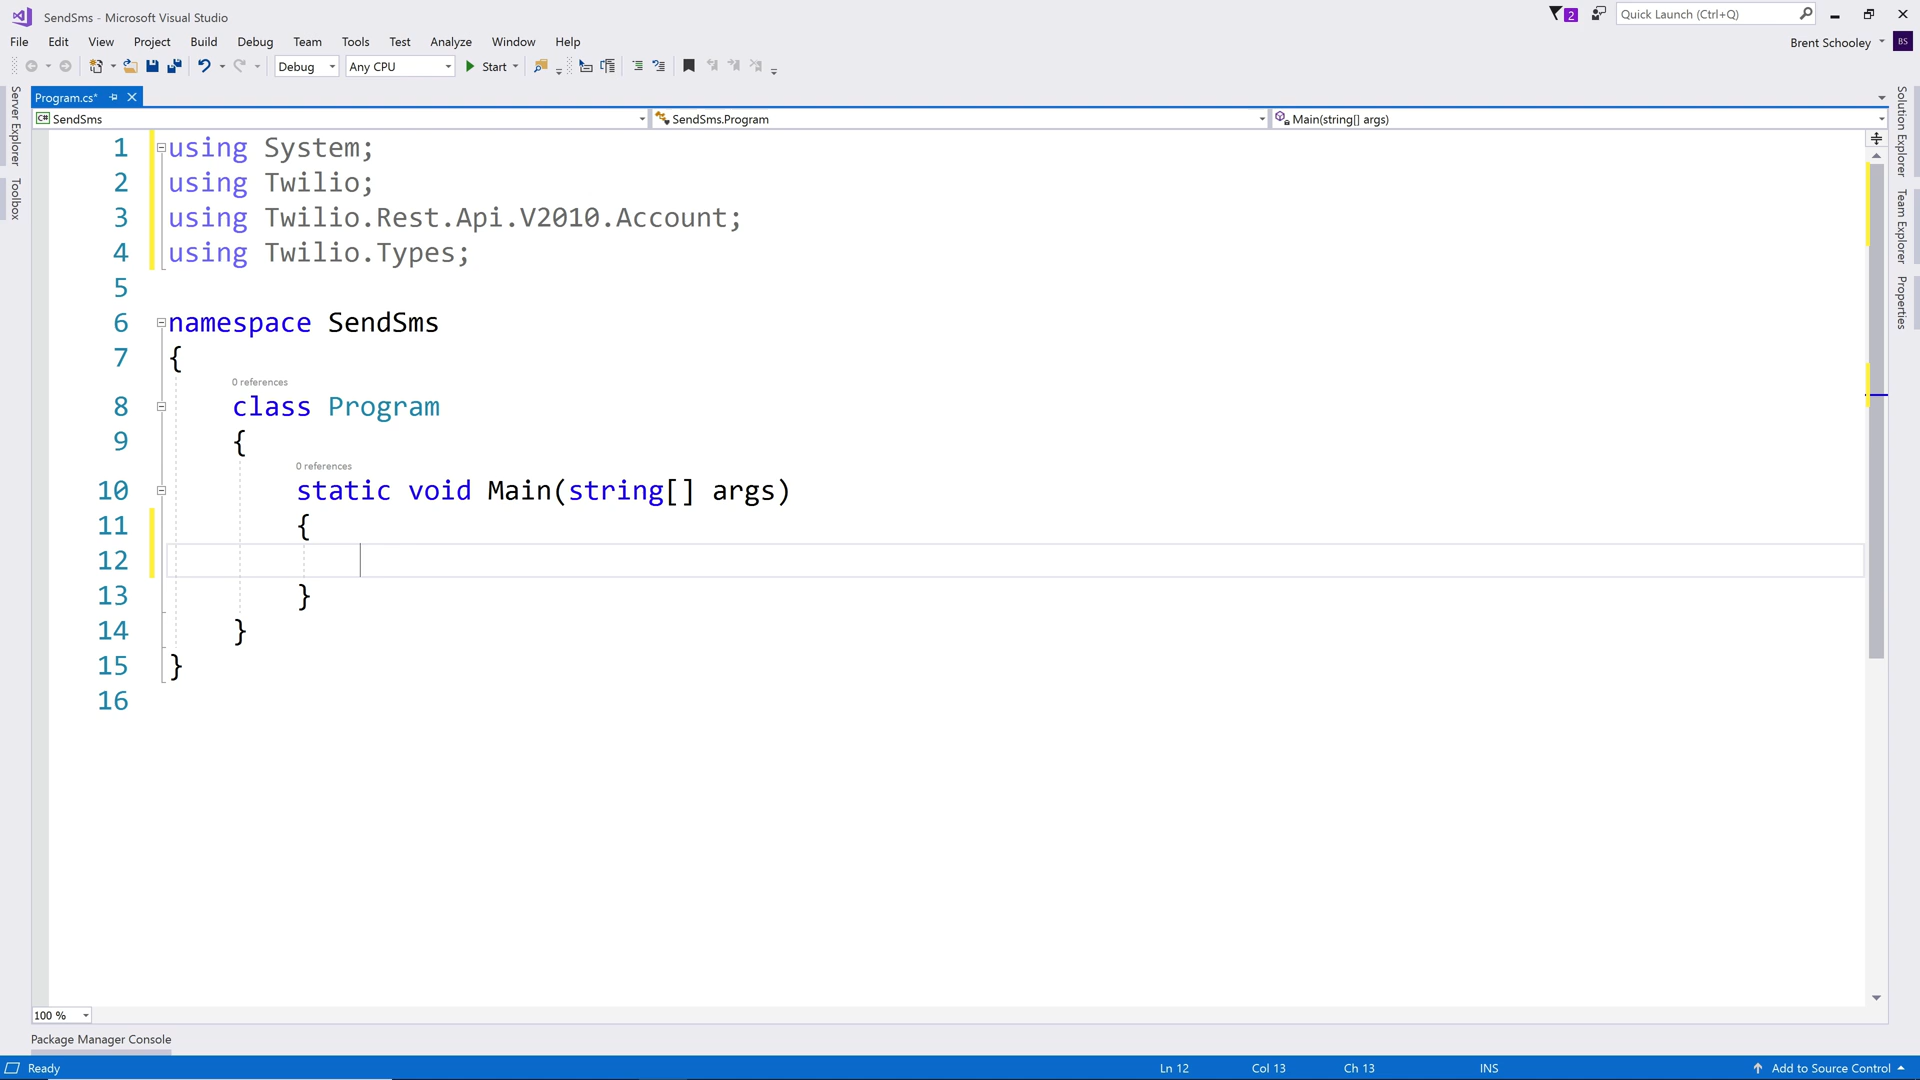 SendSms - Microsoft Visual Studio
2
Quick Launch (Ctrl+Q)
File Edit View Project Build Debug Team Tools Test Analyze Window Help
Brent Schooley
BS
Debug Any CPU Start
Program.cs*
C# SendSms
SendSms.Program
Main(string[] args)
Server Explorer
Toolbox
Solution Explorer
Team Explorer
Properties
1 using System;
2 using Twilio;
3 using Twilio.Rest.Api.V2010.Account;
4 using Twilio.Types;
5
6 namespace SendSms
7 {
0 references
8 class Program
9 {
0 references
10 static void Main(string[] args)
11 {
12
13 }
14 }
15 }
16
100 %
Package Manager Console
Ready
Ln 12 Col 13 Ch 13 INS
Add to Source Control